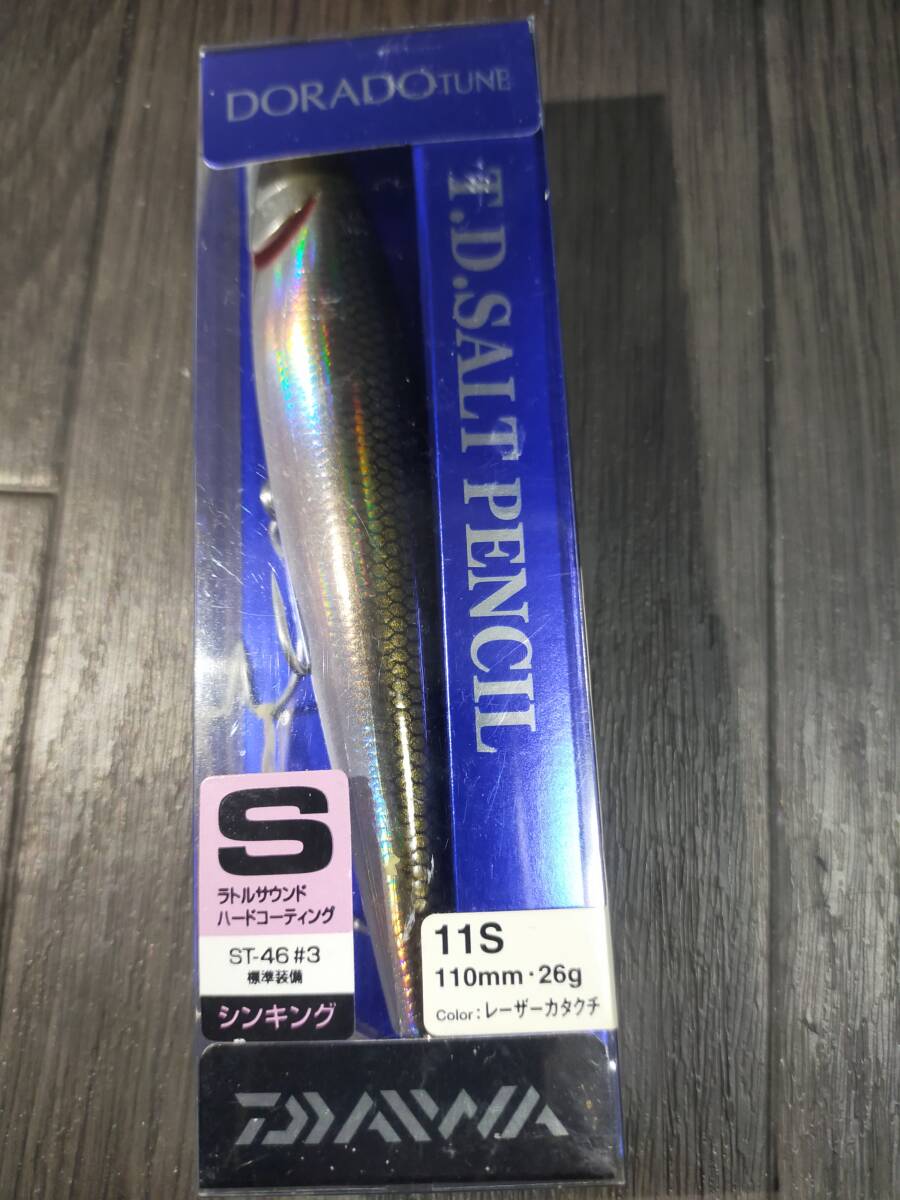 DORADO-TUNE
T.D.SALT PENCIL
S
ラトルサウンド
ハードコーティング
ST-46 #3
標準装備
シンキング
11S
110mm・26g
Color:レーザーカタクチ
DAIWA